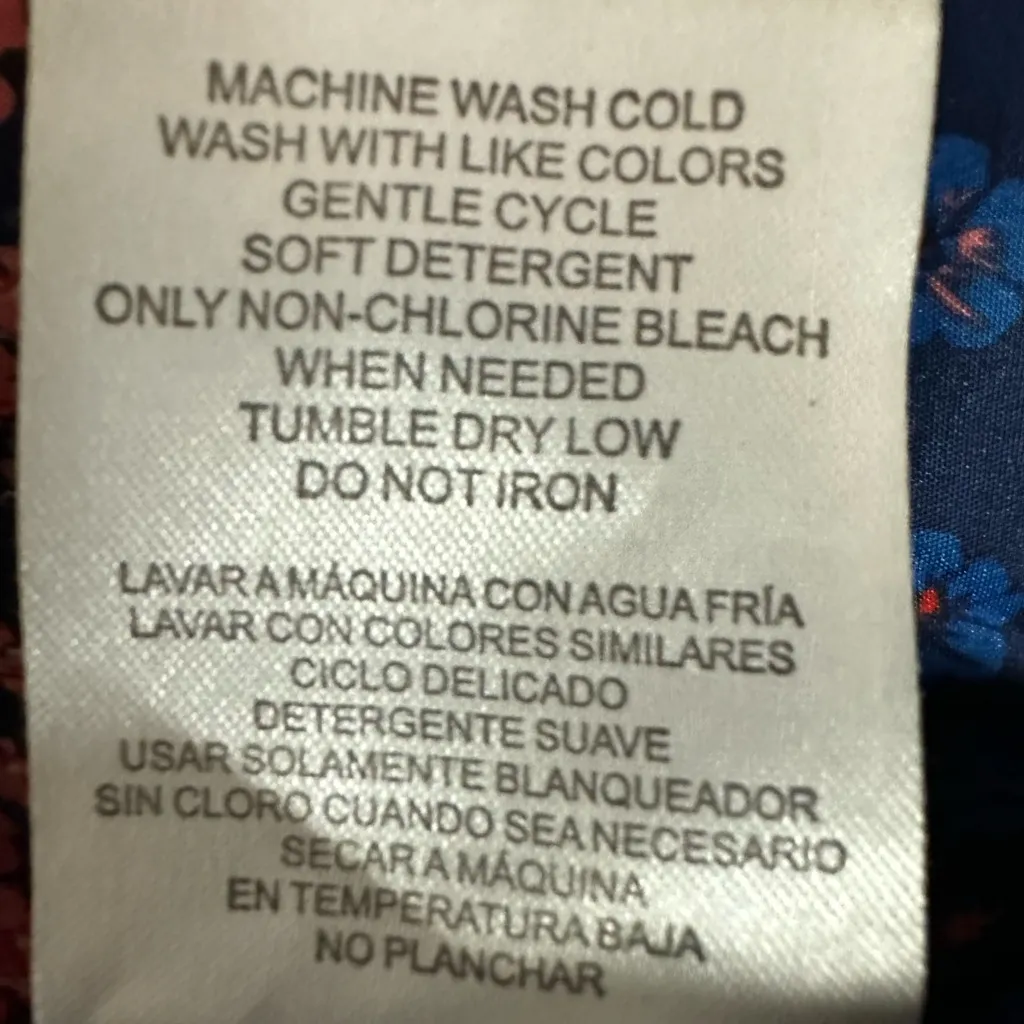 MACHINE WASH COLD
WASH WITH LIKE COLORS
GENTLE CYCLE
SOFT DETERGENT
ONLY NON-CHLORINE BLEACH
WHEN NEEDED
TUMBLE DRY LOW
DO NOT IRON
LAVAR A MÁQUINA CON AGUA FRÍA
LAVAR CON COLORES SIMILARES
CICLO DELICADO
DETERGENTE SUAVE
USAR SOLAMENTE BLANQUEADOR
SIN CLORO CUANDO SEA NECESARIO
SECAR A MÁQUINA
EN TEMPERATURA BAJA
NO PLANCHAR